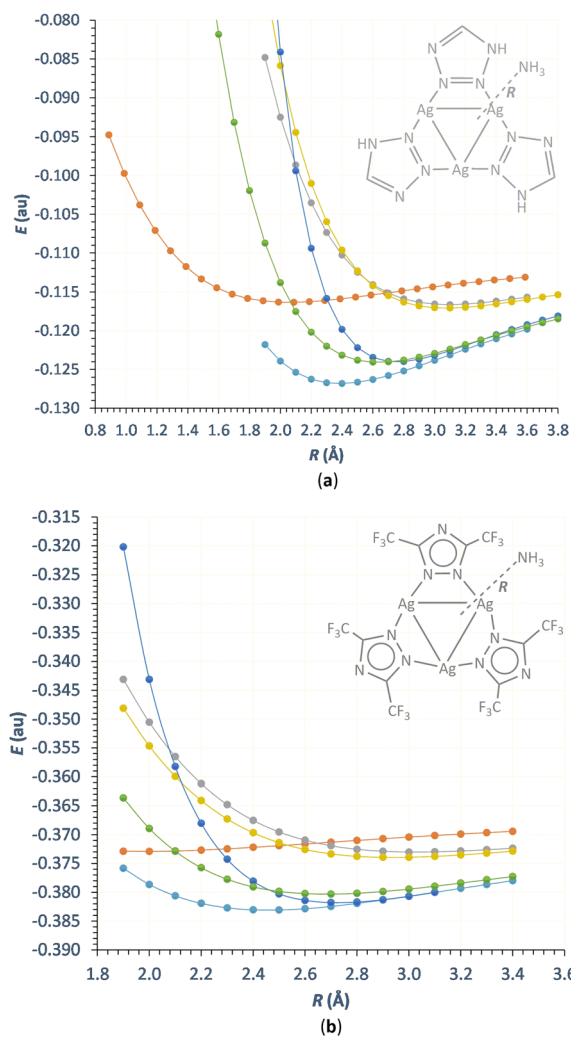 -0.080
-0.085
-0.090
-0.095
-0.100
-0.105
-0.110
-0.115
-0.120
-0.125
-0.130
E (au)
0.8 1.0 1.2 1.4 1.6 1.8 2.0 2.2 2.4 2.6 2.8 3.0 3.2 3.4 3.6 3.8
R (Å)
N NH
N N NH3
R
Ag Ag
HN N N N
N N
Ag
N N N
H
(a)
-0.315
-0.320
-0.325
-0.330
-0.335
-0.340
-0.345
-0.350
-0.355
-0.360
-0.365
-0.370
-0.375
-0.380
-0.385
-0.390
E (au)
1.8 2.0 2.2 2.4 2.6 2.8 3.0 3.2 3.4 3.6
R (Å)
F3C N CF3
N N NH3
R
Ag Ag
F3C N N CF3
N N N N
Ag
CF3 F3C
(b)